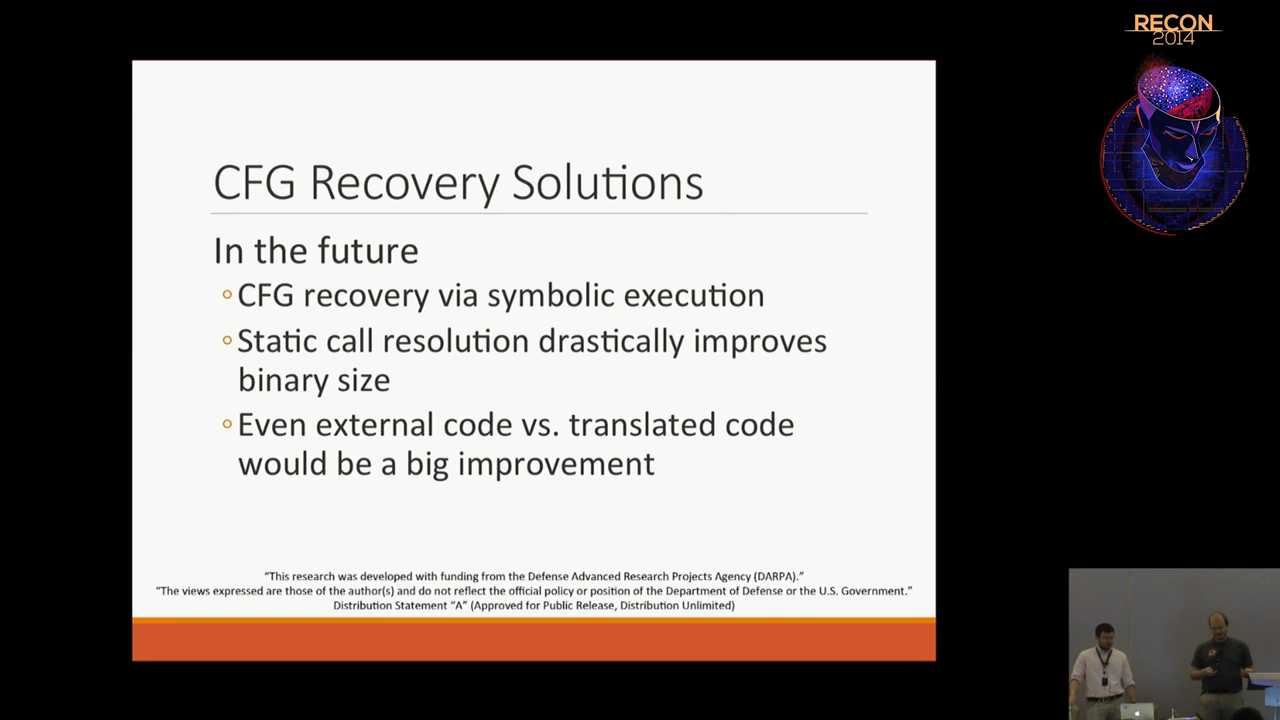 RECON
2014
CFG Recovery Solutions
In the future
CFG recovery via symbolic execution
Static call resolution drastically improves
binary size
Even external code vs. translated code
would be a big improvement
“This research was developed with funding from the Defense Advanced Research Projects Agency (DARPA).”
“The views expressed are those of the author(s) and do not reflect the official policy or position of the Department of Defense or the U.S. Government.”
Distribution Statement “A” (Approved for Public Release, Distribution Unlimited)